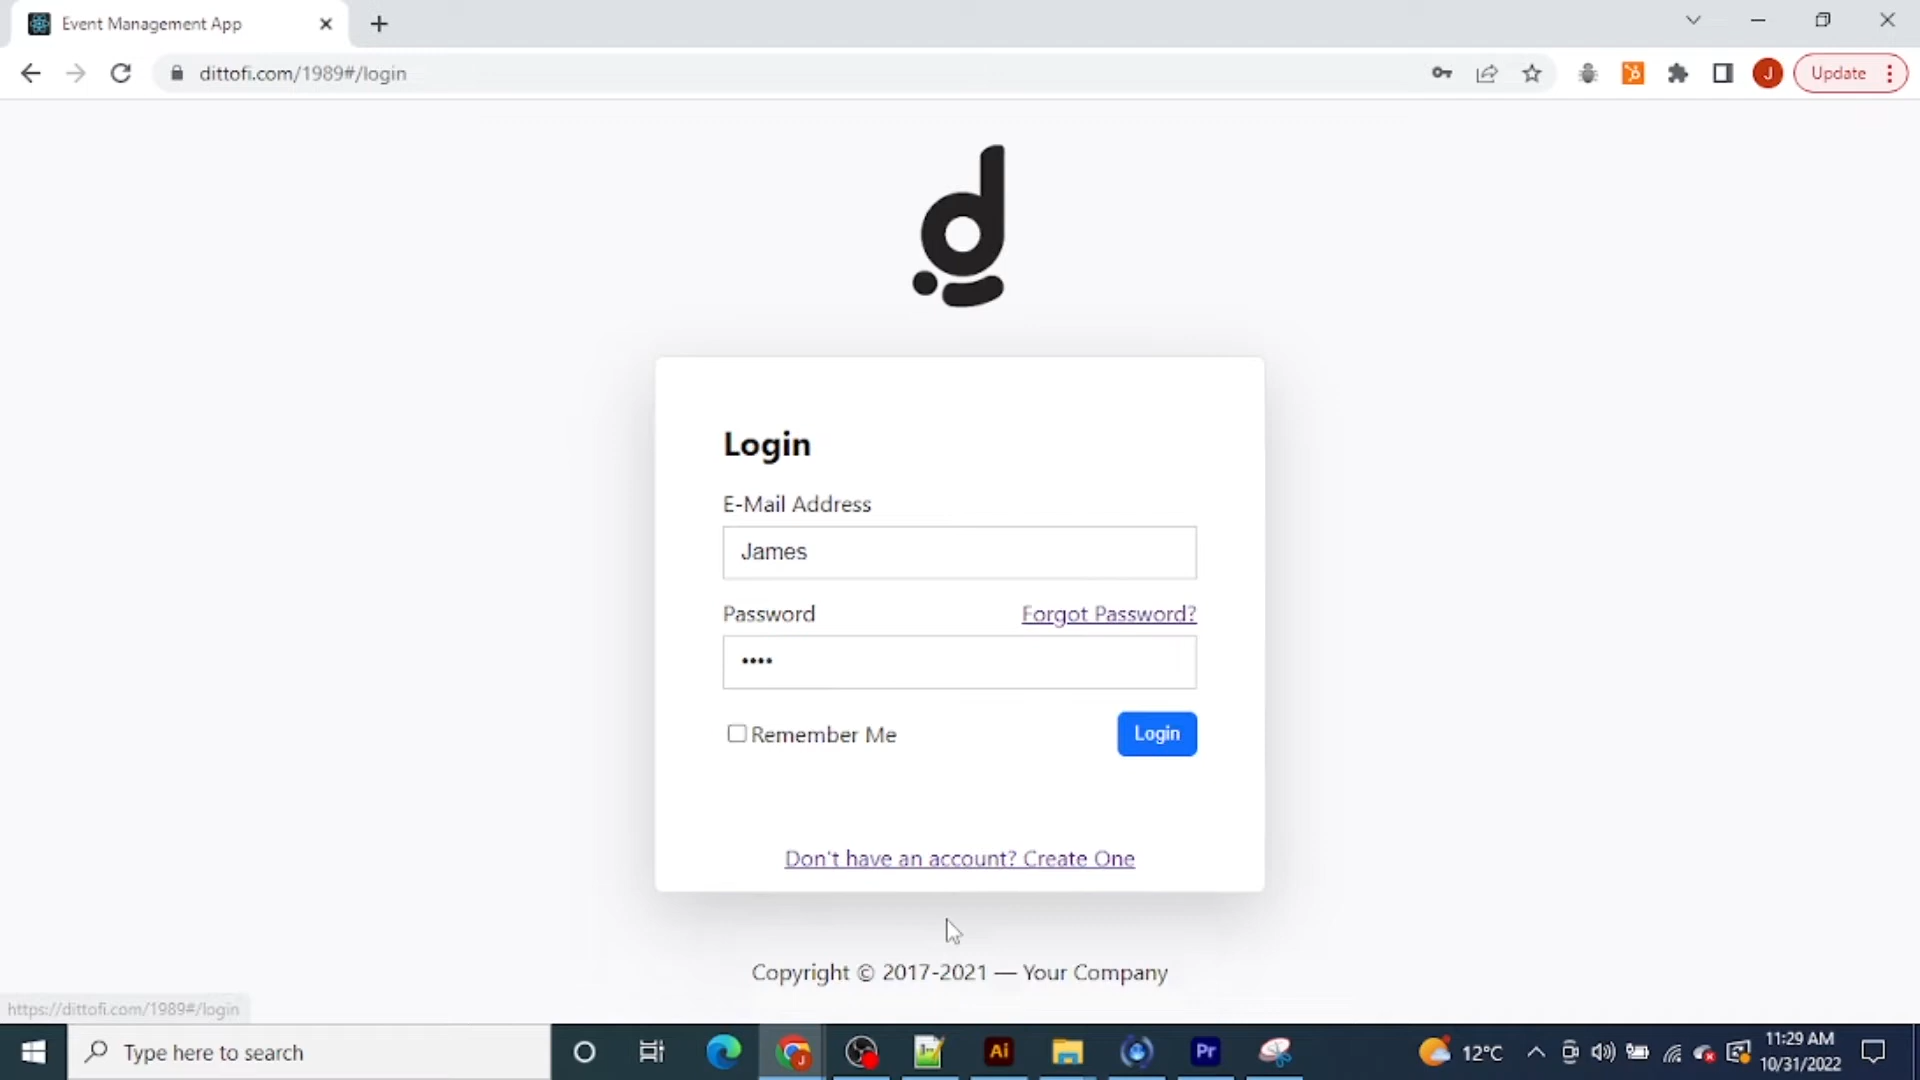 Event Management App
dittofi.com/1989#/login
J
Update
Login
E-Mail Address
James
Password
Forgot Password?
Remember Me
Login
Don't have an account? Create One
Copyright © 2017-2021 — Your Company
https://dittofi.com/1989#/login
Type here to search
J
Ai
Pr
12°C
11:29 AM
10/31/2022